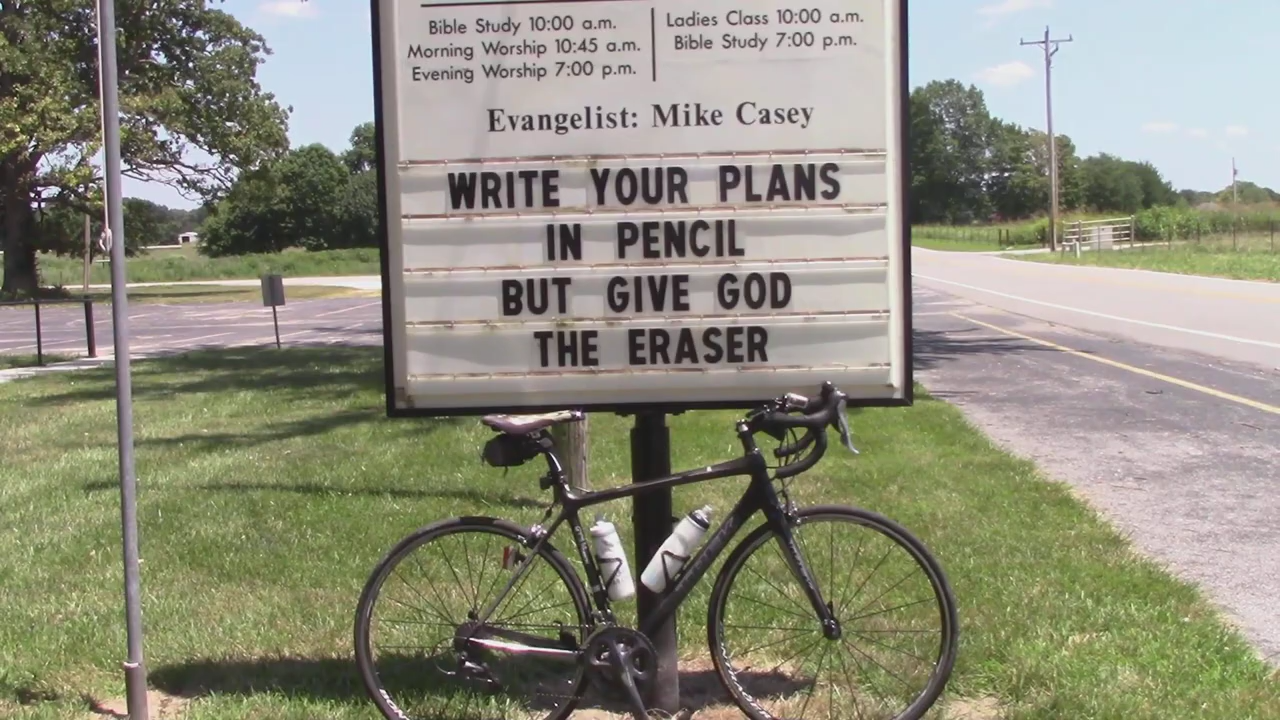 Bible Study 10:00 a.m.
Morning Worship 10:45 a.m.
Evening Worship 7:00 p.m.
Ladies Class 10:00 a.m.
Bible Study 7:00 p.m.
Evangelist: Mike Casey
WRITE YOUR PLANS
IN PENCIL
BUT GIVE GOD
THE ERASER